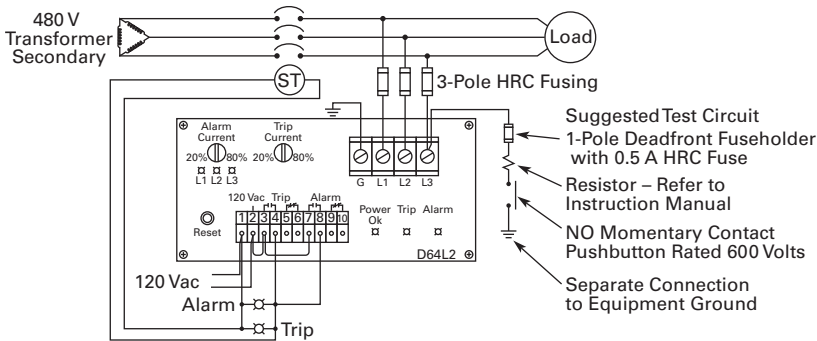 480 V
Transformer
Secondary
Load
ST
3-Pole HRC Fusing
Alarm
Current
20% 80%
L1 L2 L3
Trip
Current
20% 80%
G L1 L2 L3
Suggested Test Circuit
1-Pole Deadfront Fuseholder
with 0.5 A HRC Fuse
Resistor – Refer to
Instruction Manual
NO Momentary Contact
Pushbutton Rated 600 Volts
Separate Connection
to Equipment Ground
120 Vac Trip Alarm
1 2 3 4 5 6 7 8 9 10
Reset
Power
Ok
Trip
Alarm
D64L2
120 Vac
Alarm
Trip